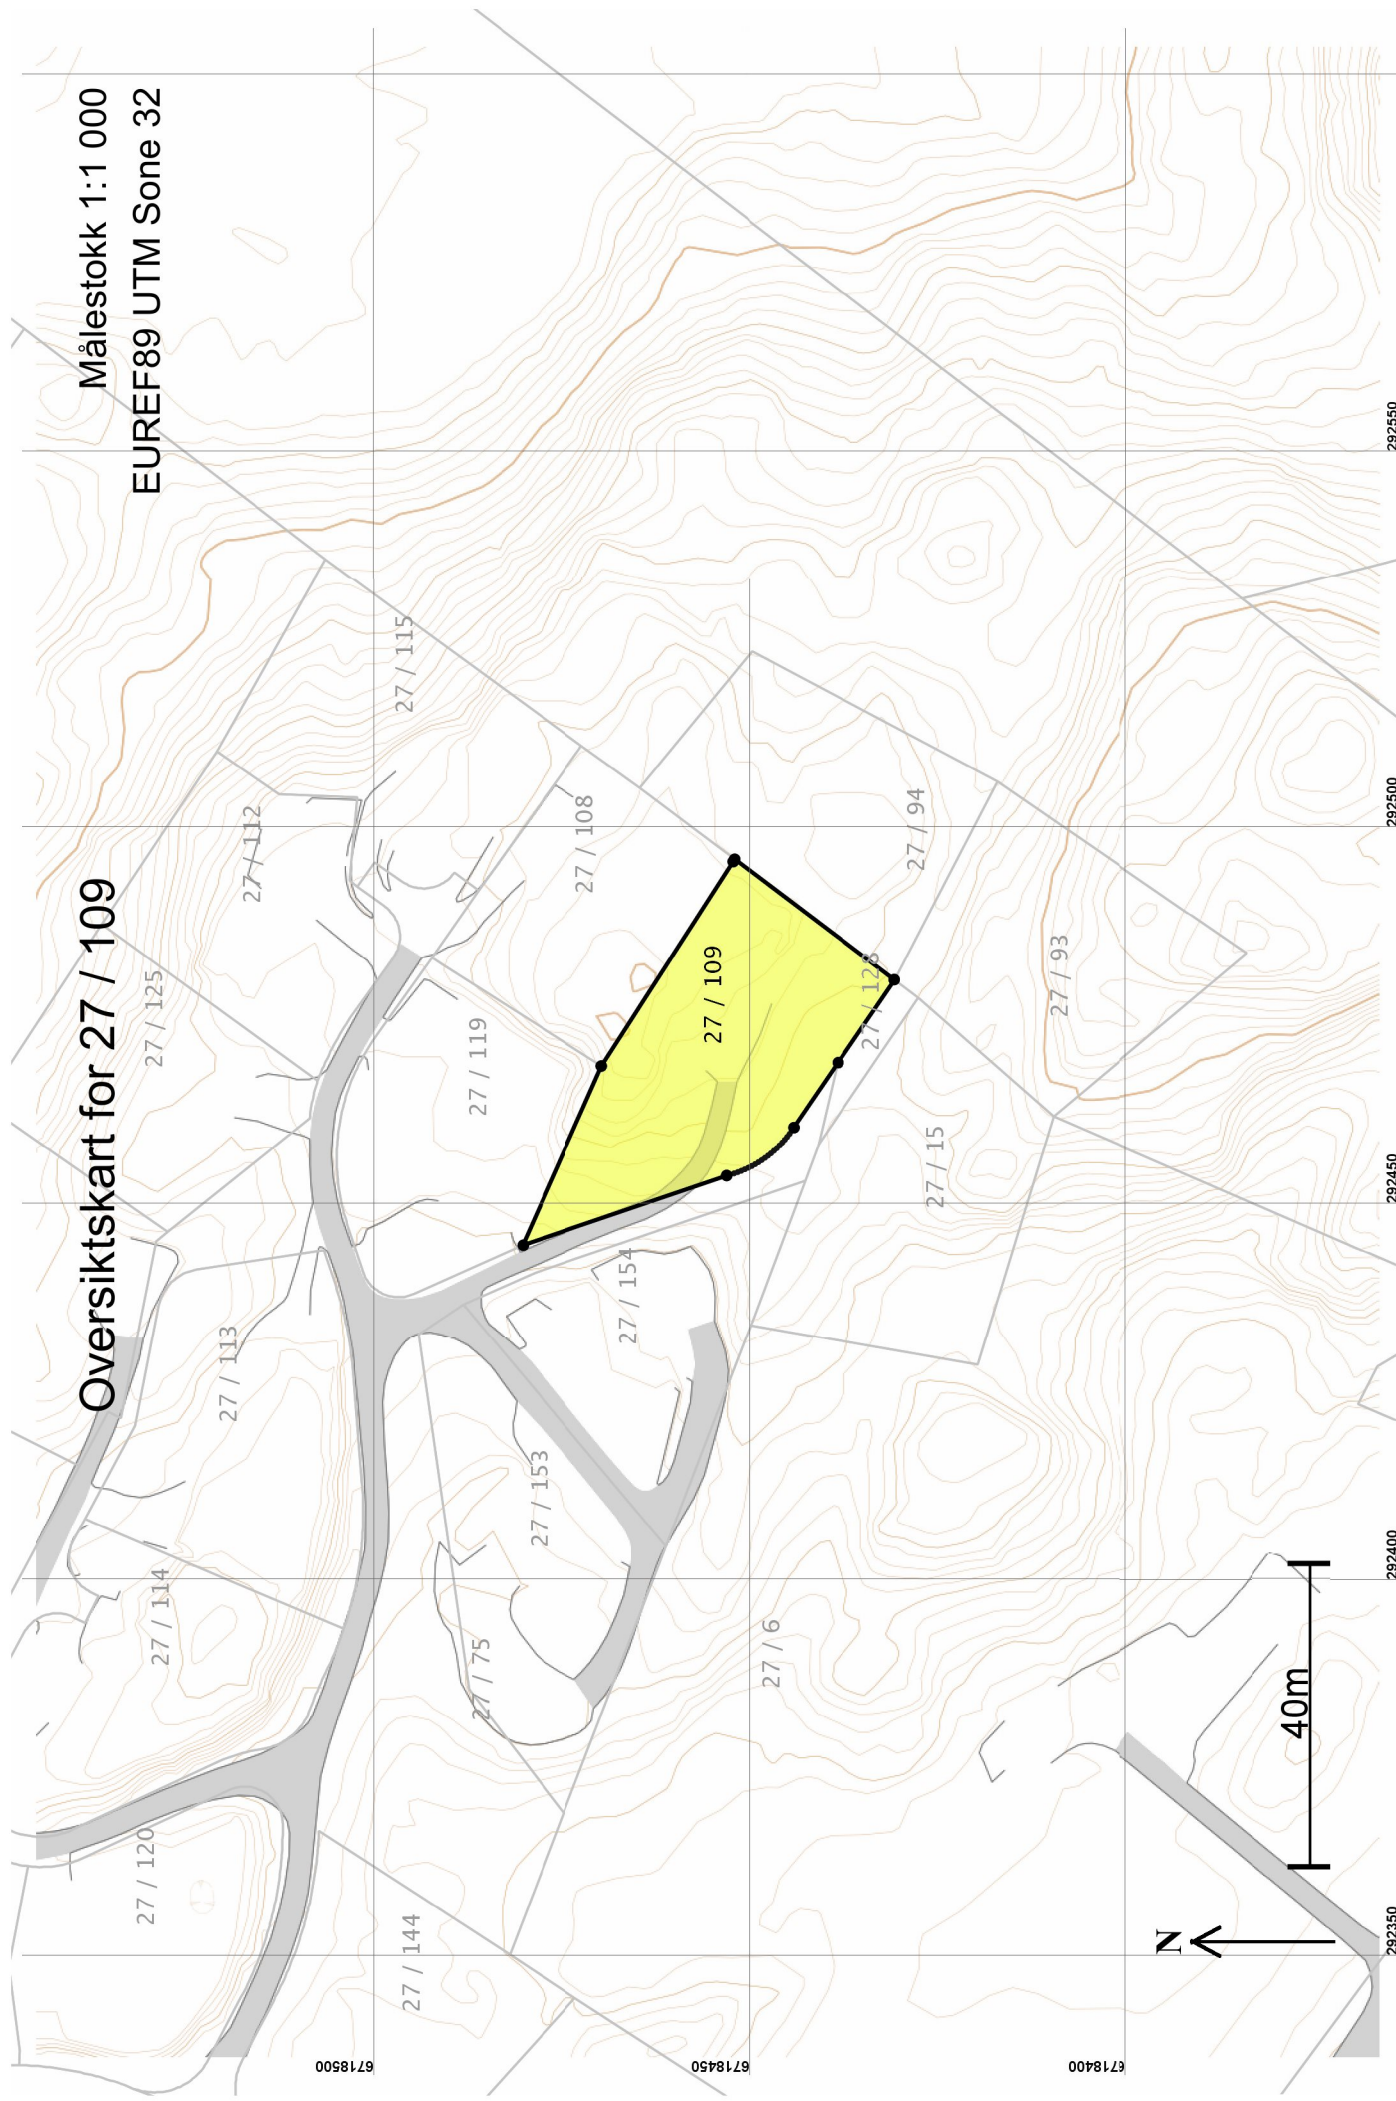 Oversiktskart for 27 / 109
Målestokk 1:1 000
EUREF89 UTM Sone 32
27 / 120
27 / 114
27 / 113
27 / 125
27 / 112
27 / 144
27 / 75
27 / 153
27 / 154
27 / 119
27 / 108
27 / 115
27 / 109
27 / 128
27 / 94
27 / 6
27 / 15
27 / 93
6718500
6718450
6718400
292350
292400
292450
292500
292550
N
40m